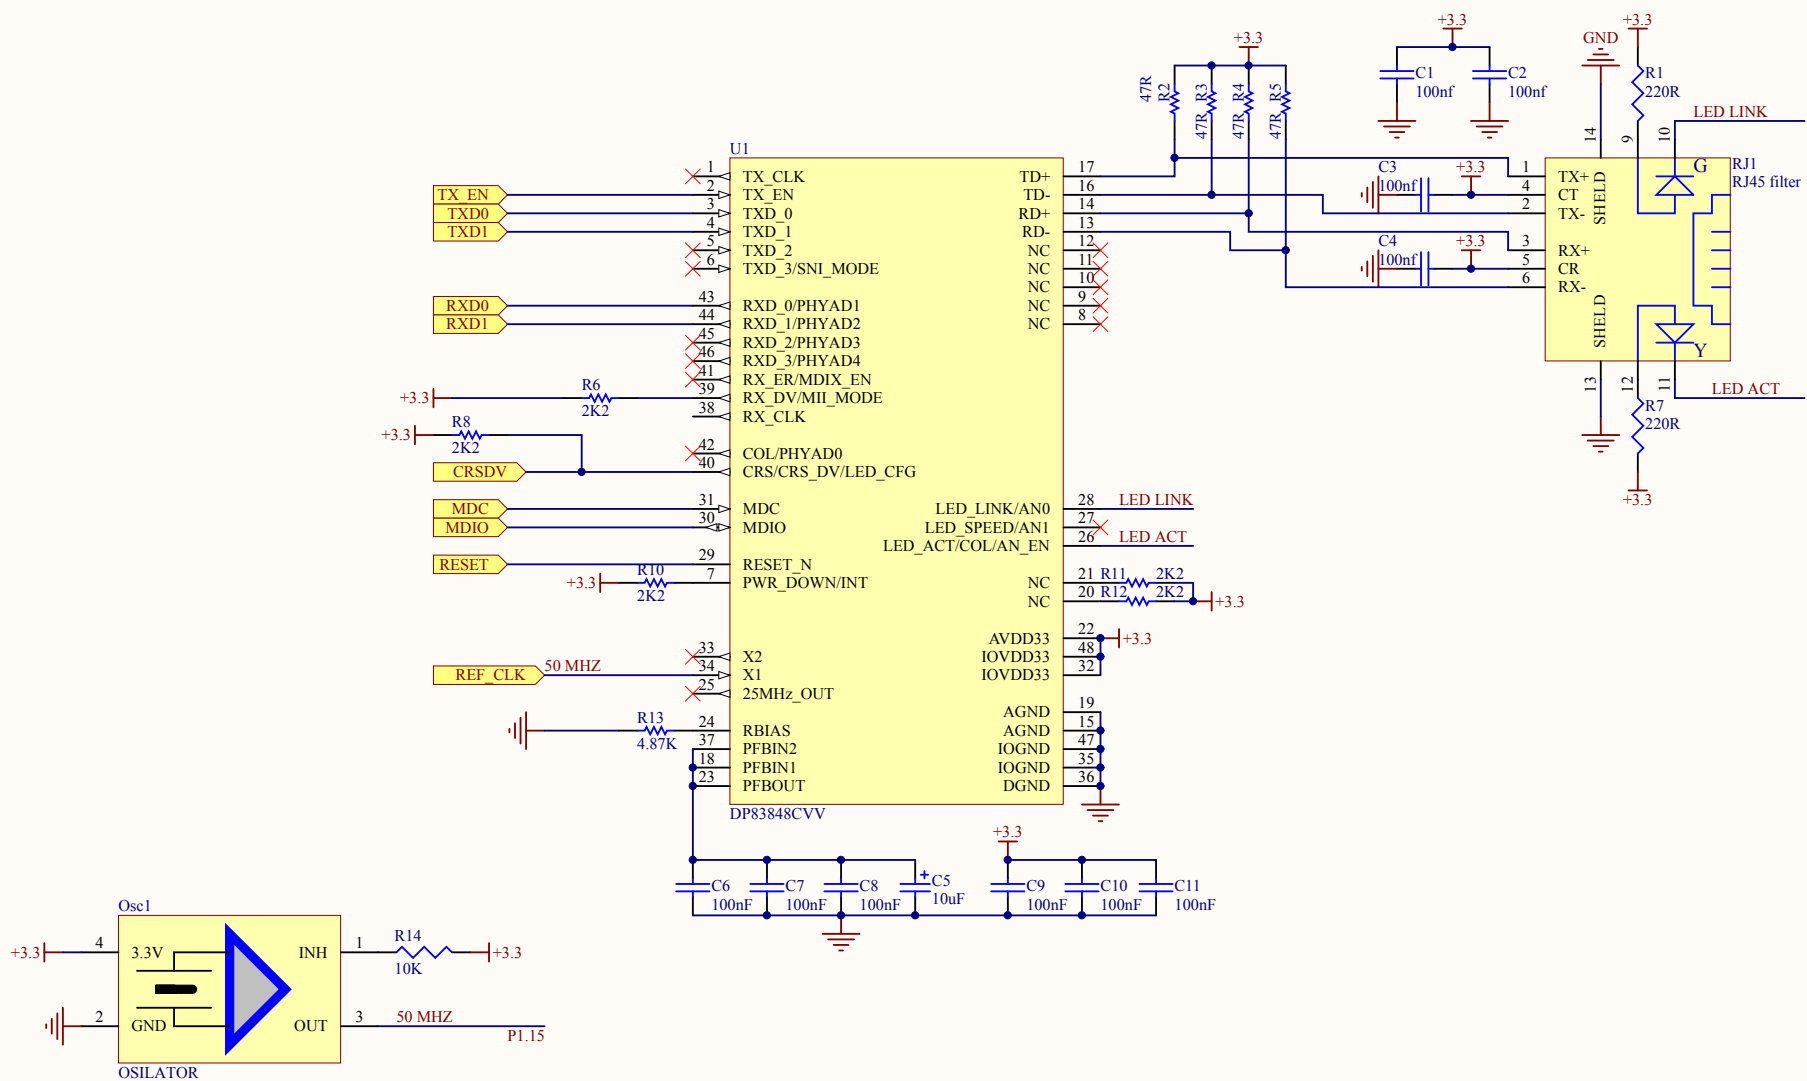 +3.3
+3.3
GND
+3.3
47R
R2
47R R3
47R R4
47R R5
C1
100nf
C2
100nf
R1
220R
LED LINK
14
9
10
U1
1 TX_CLK
TX_EN 2 TX_EN
TXD0 3 TXD_0
TXD1 4 TXD_1
5 TXD_2
6 TXD_3/SNI_MODE
RXD0 43 RXD_0/PHYAD1
RXD1 44 RXD_1/PHYAD2
45 RXD_2/PHYAD3
46 RXD_3/PHYAD4
41 RX_ER/MDIX_EN
+3.3 R6 2K2 39 RX_DV/MII_MODE
38 RX_CLK
+3.3 R8 2K2
42 COL/PHYAD0
CRSDV 40 CRS/CRS_DV/LED_CFG
MDC 31 MDC
MDIO 30 MDIO
RESET 29 RESET_N
+3.3 R10 2K2 7 PWR_DOWN/INT
33 X2
REF_CLK 50 MHZ 34 X1
25 25MHz_OUT
R13 4.87K 24 RBIAS
37 PFBIN2
18 PFBIN1
23 PFBOUT
DP83848CVV
TD+ 17
TD- 16
RD+ 14
RD- 13
NC 12
NC 11
NC 10
NC 9
NC 8
LED_LINK/AN0 28 LED LINK
LED_SPEED/AN1 27
LED_ACT/COL/AN_EN 26 LED ACT
NC 21 R11 2K2
NC 20 R12 2K2 +3.3
AVDD33 22 +3.3
IOVDD33 48
IOVDD33 32
AGND 19
AGND 15
IOGND 47
IOGND 35
DGND 36
C3
100nf
+3.3
C4
100nf
+3.3
1 TX+
4 CT
2 TX-
3 RX+
5 CR
6 RX-
SHIELD
SHIELD
G
Y
RJ1
RJ45 filter
13
12
11
LED ACT
R7
220R
+3.3
+3.3
C6
100nF
C7
100nF
C8
100nF
C5
10uF
+
C9
100nF
C10
100nF
C11
100nF
Osc1
+3.3 4 3.3V INH 1 R14 10K +3.3
2 GND OUT 3 50 MHZ
P1.15
OSILATOR